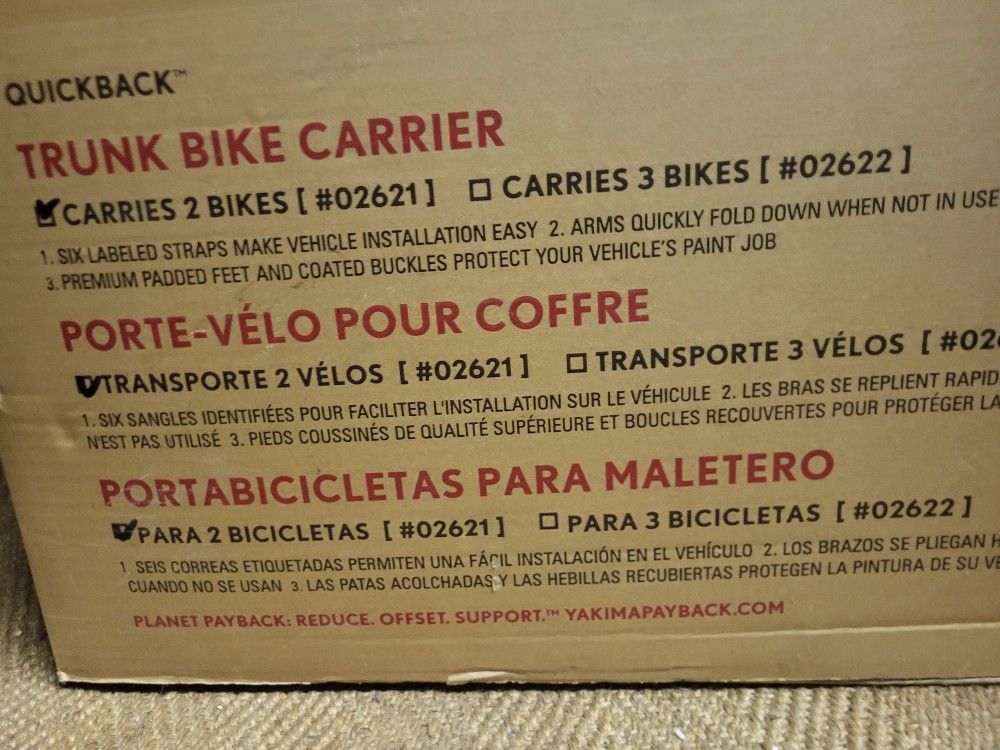 QUICKBACK™
TRUNK BIKE CARRIER
CARRIES 2 BIKES [ #02621 ] CARRIES 3 BIKES [ #02622 ]
1. SIX LABELED STRAPS MAKE VEHICLE INSTALLATION EASY 2. ARMS QUICKLY FOLD DOWN WHEN NOT IN USE
3. PREMIUM PADDED FEET AND COATED BUCKLES PROTECT YOUR VEHICLE'S PAINT JOB
PORTE-VÉLO POUR COFFRE
TRANSPORTE 2 VÉLOS [ #02621 ] TRANSPORTE 3 VÉLOS [ #02
1. SIX SANGLES IDENTIFIÉES POUR FACILITER L'INSTALLATION SUR LE VÉHICULE 2. LES BRAS SE REPLIENT RAPID
N'EST PAS UTILISÉ 3. PIEDS COUSSINÉS DE QUALITÉ SUPÉRIEURE ET BOUCLES RECOUVERTES POUR PROTÉGER LA
PORTABICICLETAS PARA MALETERO
PARA 2 BICICLETAS [ #02621 ] PARA 3 BICICLETAS [ #02622 ]
1. SEIS CORREAS ETIQUETADAS PERMITEN UNA FÁCIL INSTALACIÓN EN EL VEHÍCULO 2. LOS BRAZOS SE PLIEGAN
CUANDO NO SE USAN 3. LAS PATAS ACOLCHADAS Y LAS HEBILLAS RECUBIERTAS PROTEGEN LA PINTURA DE SU
PLANET PAYBACK: REDUCE. OFFSET. SUPPORT.™ YAKIMAPAYBACK.COM